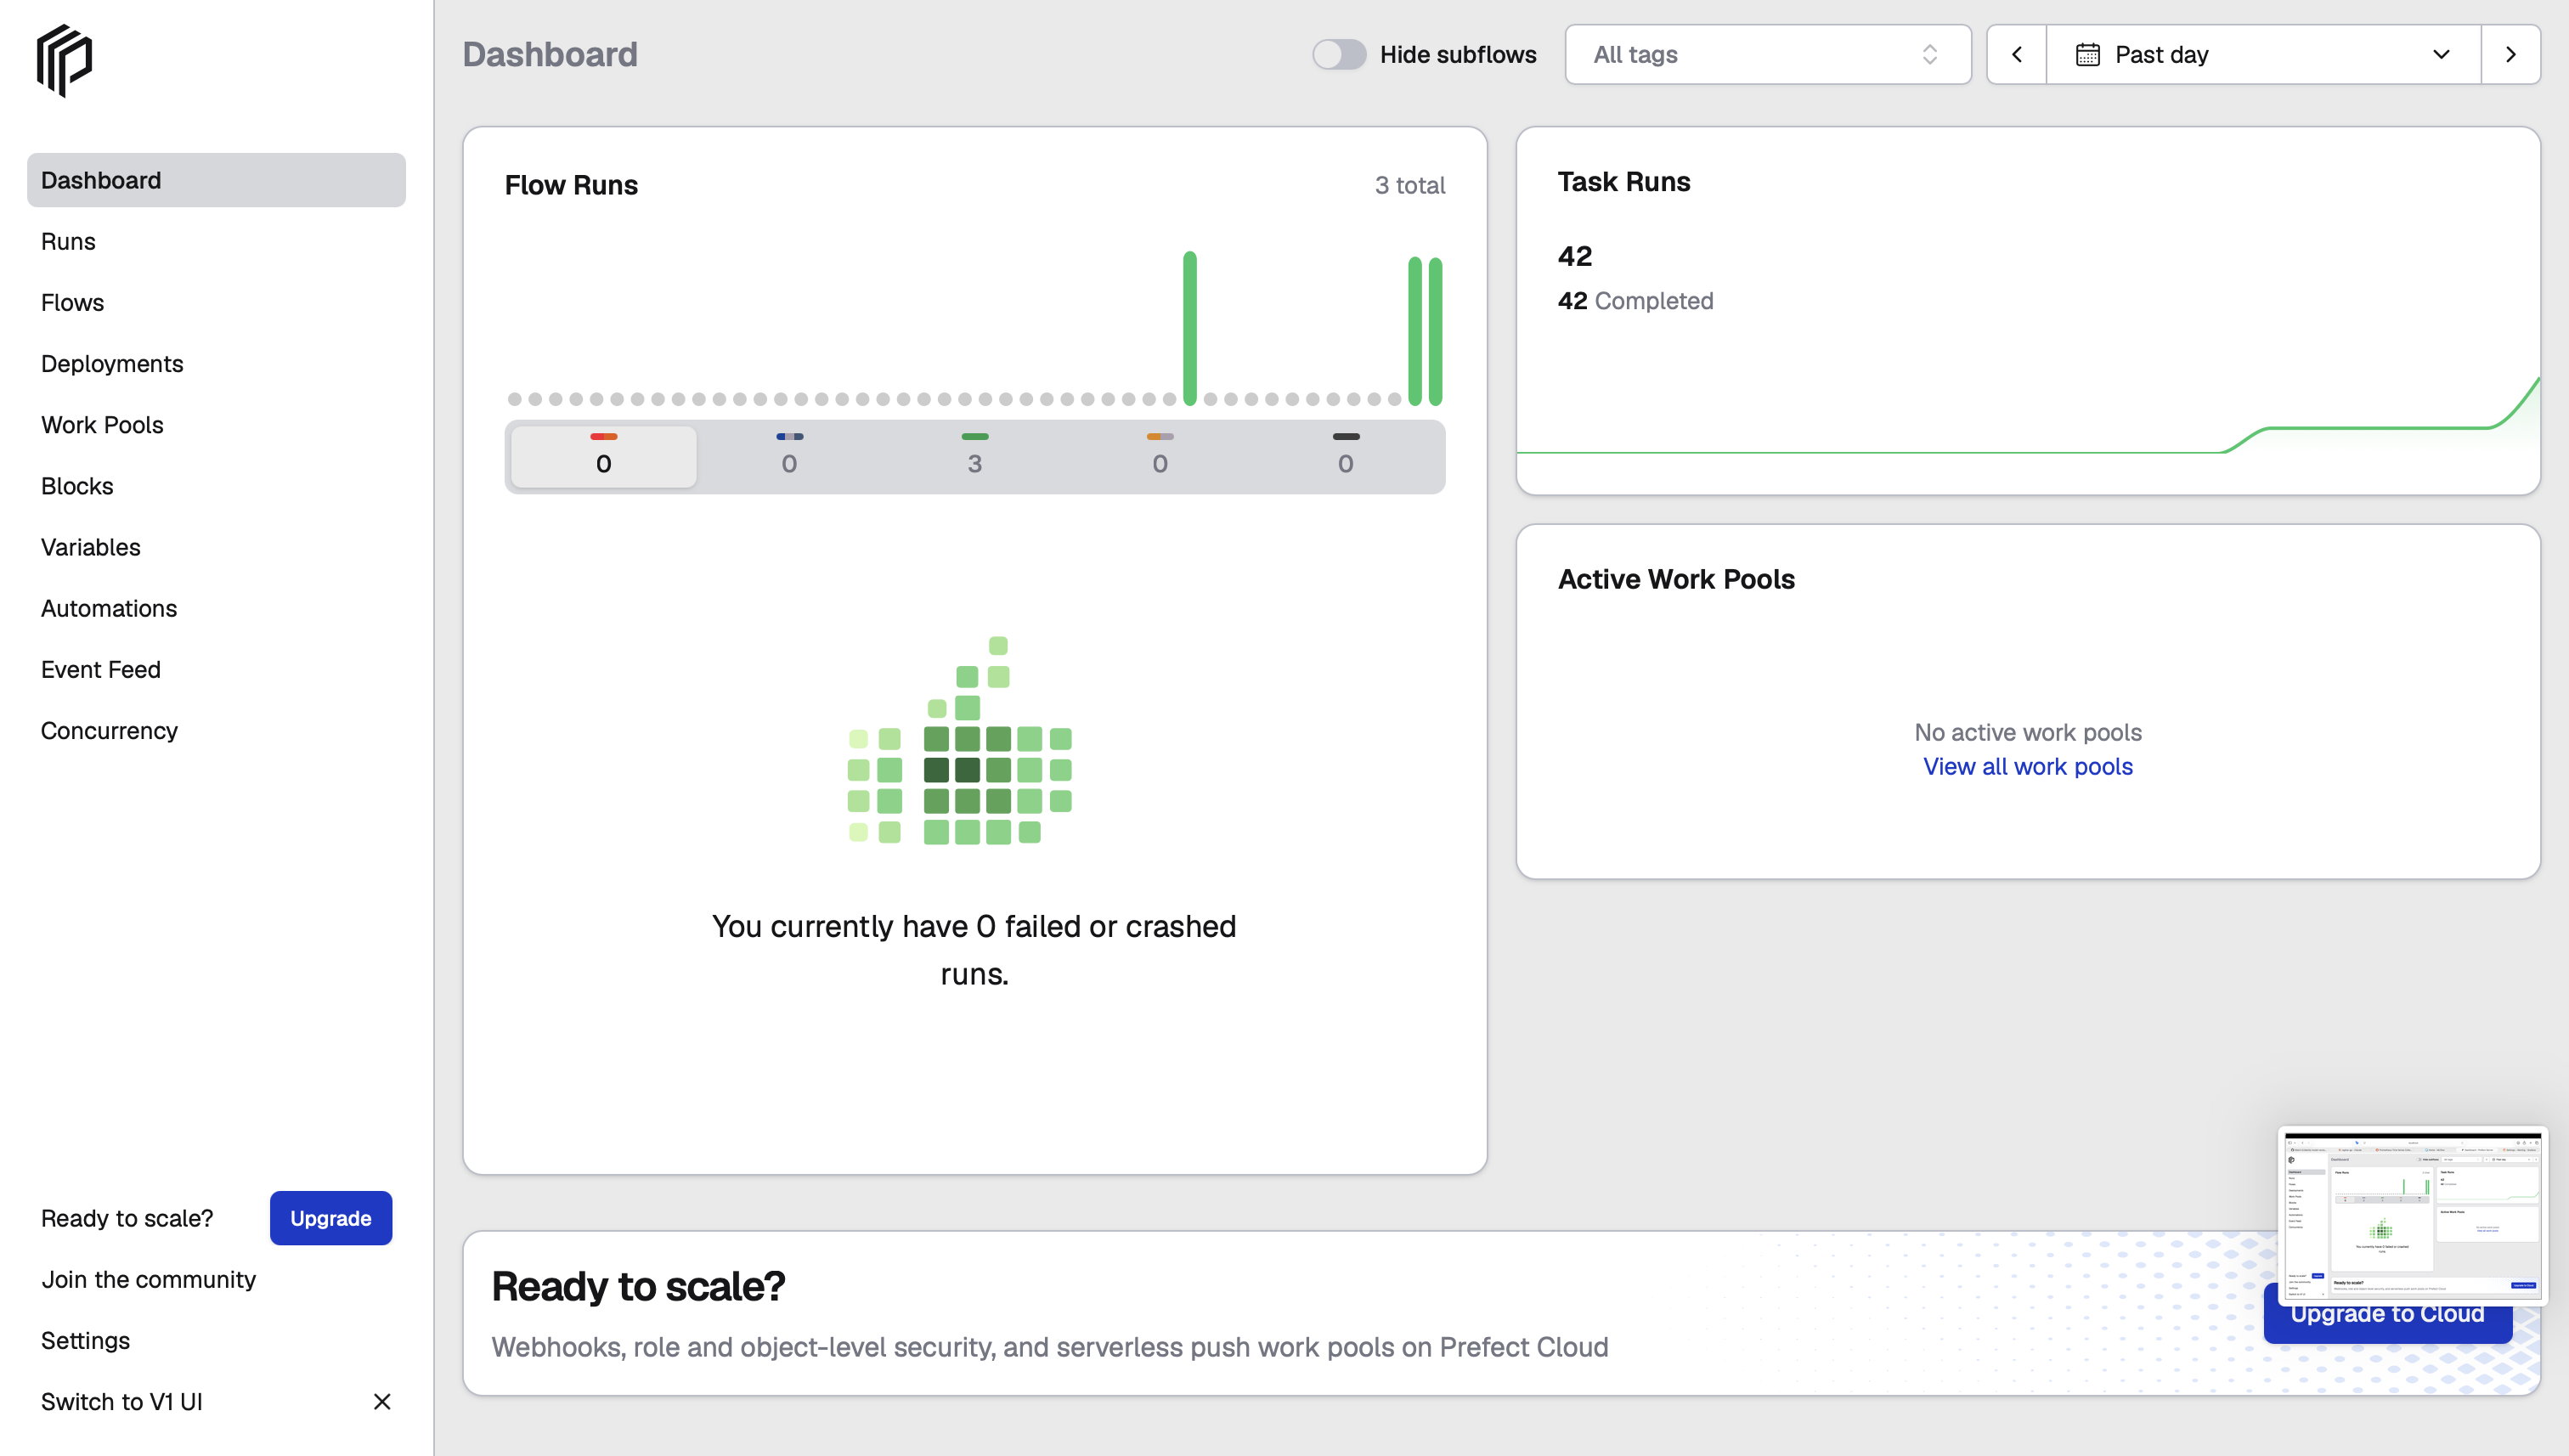 Dashboard
Runs
Flows
Deployments
Work Pools
Blocks
Variables
Automations
Event Feed
Concurrency
Ready to scale?
Upgrade
Join the community
Settings
Switch to V1 UI
Dashboard
Hide subflows
All tags
Past day
Flow Runs
3 total
0
0
3
0
0
You currently have 0 failed or crashed
runs.
Task Runs
42
42 Completed
Active Work Pools
No active work pools
View all work pools
Ready to scale?
Webhooks, role and object-level security, and serverless push work pools on Prefect Cloud
Upgrade to Cloud